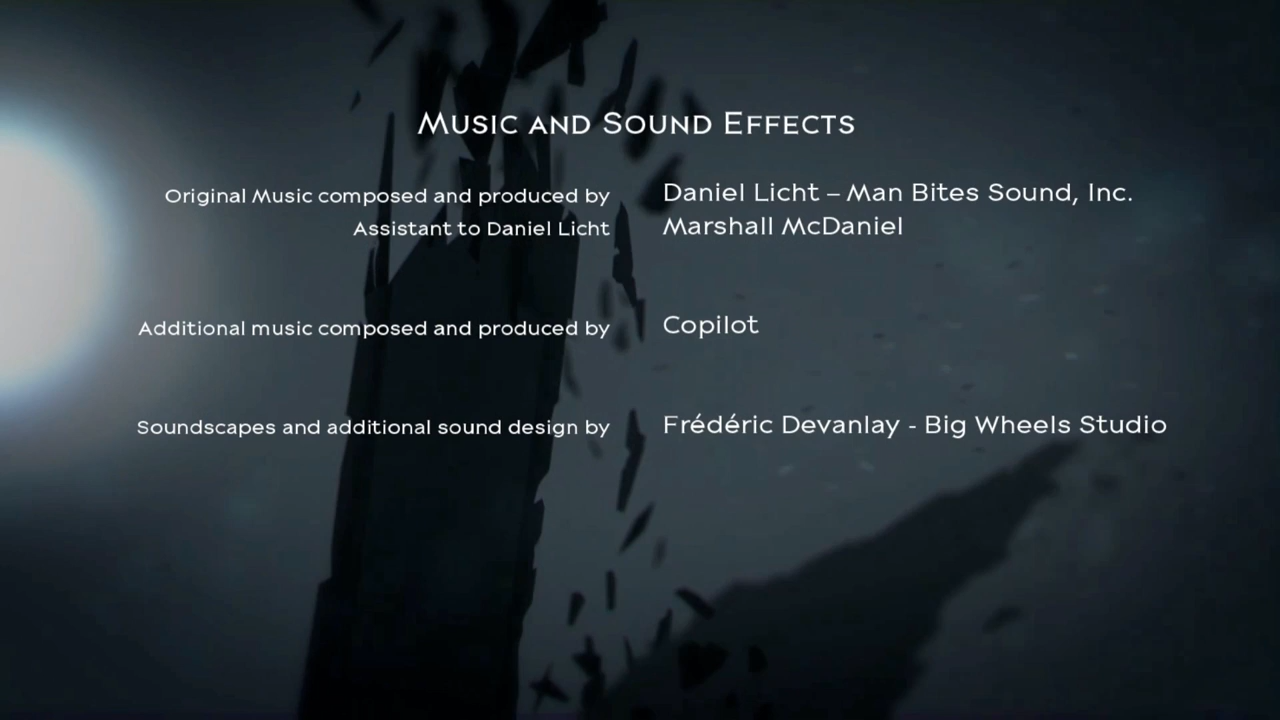 Music and Sound Effects
Original Music composed and produced by Daniel Licht – Man Bites Sound, Inc.
Assistant to Daniel Licht Marshall McDaniel
Additional music composed and produced by Copilot
Soundscapes and additional sound design by Frédéric Devanlay - Big Wheels Studio